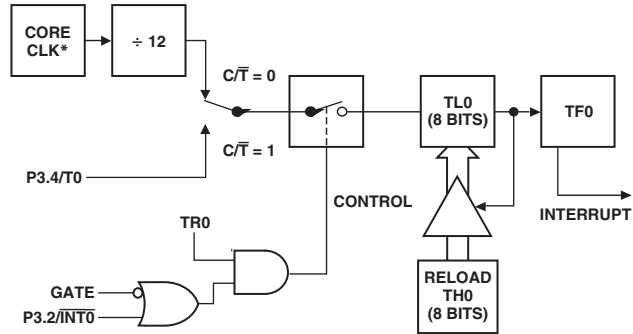 CORE
CLK*
÷ 12
C/T̅ = 0
TL0
(8 BITS)
TF0
C/T̅ = 1
P3.4/T0
CONTROL
INTERRUPT
TR0
GATE
P3.2/I̅N̅T̅0̅
RELOAD
TH0
(8 BITS)